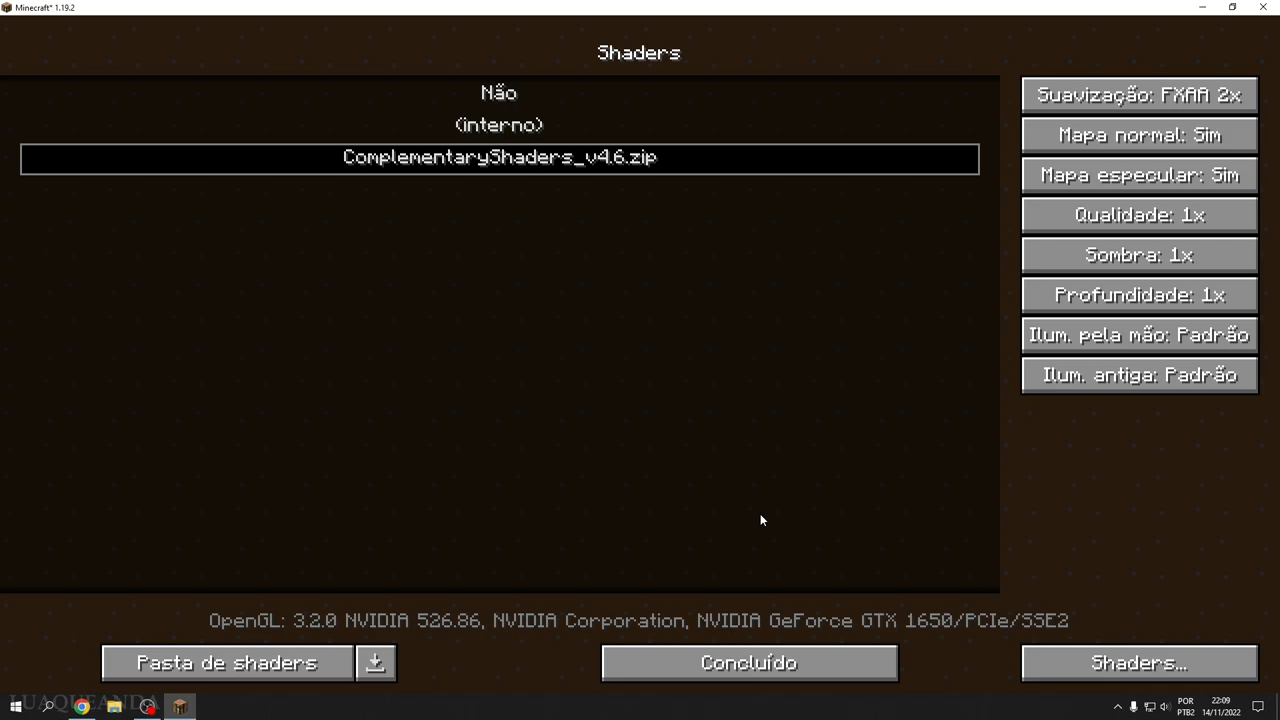 Minecraft* 1.19.2
Shaders
Não
(interno)
ComplementaryShaders_v4.6.zip
Suavização: FXAA 2x
Mapa normal: Sim
Mapa especular: Sim
Qualidade: 1x
Sombra: 1x
Profundidade: 1x
Ilum. pela mão: Padrão
Ilum. antiga: Padrão
OpenGL: 3.2.0 NVIDIA 526.86, NVIDIA Corporation, NVIDIA GeForce GTX 1650/PCIe/SSE2
Pasta de shaders
Concluído
Shaders...
LUAQUEANDA
POR
PTB2
22:09
14/11/2022